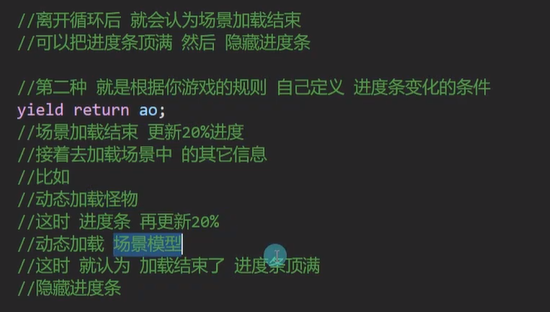 //离开循环后 就会认为场景加载结束
//可以把进度条顶满 然后 隐藏进度条
//第二种 就是根据你游戏的规则 自己定义 进度条变化的条件
yield return ao;
//场景加载结束 更新20%进度
//接着去加载场景中 的其它信息
//比如
//动态加载怪物
//这时 进度条 再更新20%
//动态加载 场景模型
//这时 就认为 加载结束了 进度条顶满
//隐藏进度条